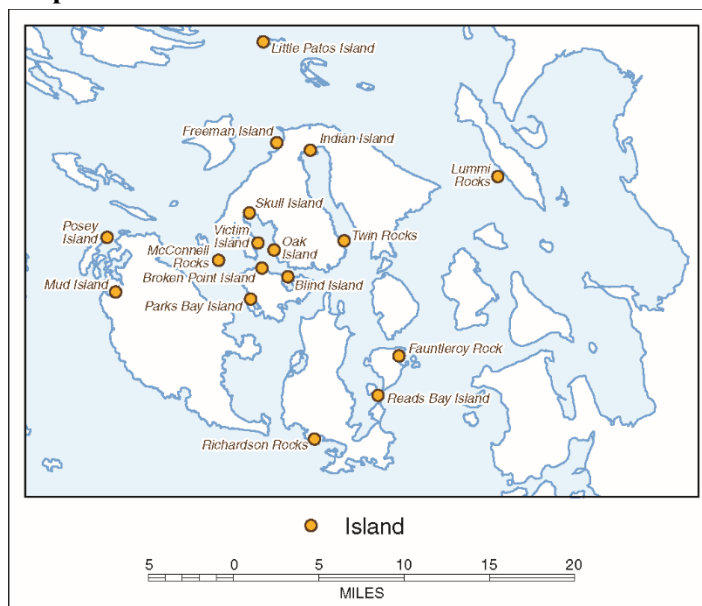 Little Patos Island
Freeman Island
Indian Island
Lummi
Rocks
Skull Island
Posey
Island
Victim
Island
Oak
Island
Twin Rocks
McConnell
Rocks
Broken Point Island
Blind Island
Mud Island
Parks Bay Island
Fauntleroy Rock
Reads Bay Island
Richardson Rocks
Island
5 0 5 10 15 20
MILES